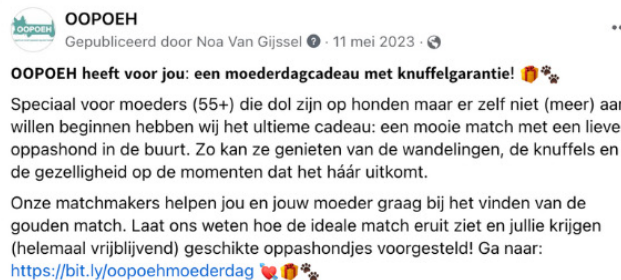 OOPOEH
OOPOEH
Gepubliceerd door Noa Van Gijssel · 11 mei 2023 ·
OOPOEH heeft voor jou: een moederdagcadeau met knuffelgarantie! 🎁🐾
Speciaal voor moeders (55+) die dol zijn op honden maar er zelf niet (meer) aan
willen beginnen hebben wij het ultieme cadeau: een mooie match met een lieve
oppashond in de buurt. Zo kan ze genieten van de wandelingen, de knuffels en
de gezelligheid op de momenten dat het háár uitkomt.
Onze matchmakers helpen jou en jouw moeder graag bij het vinden van de
gouden match. Laat ons weten hoe de ideale match eruit ziet en jullie krijgen
(helemaal vrijblijvend) geschikte oppashondjes voorgesteld! Ga naar:
https://bit.ly/oopoehmoederdag 💘🎁🐾